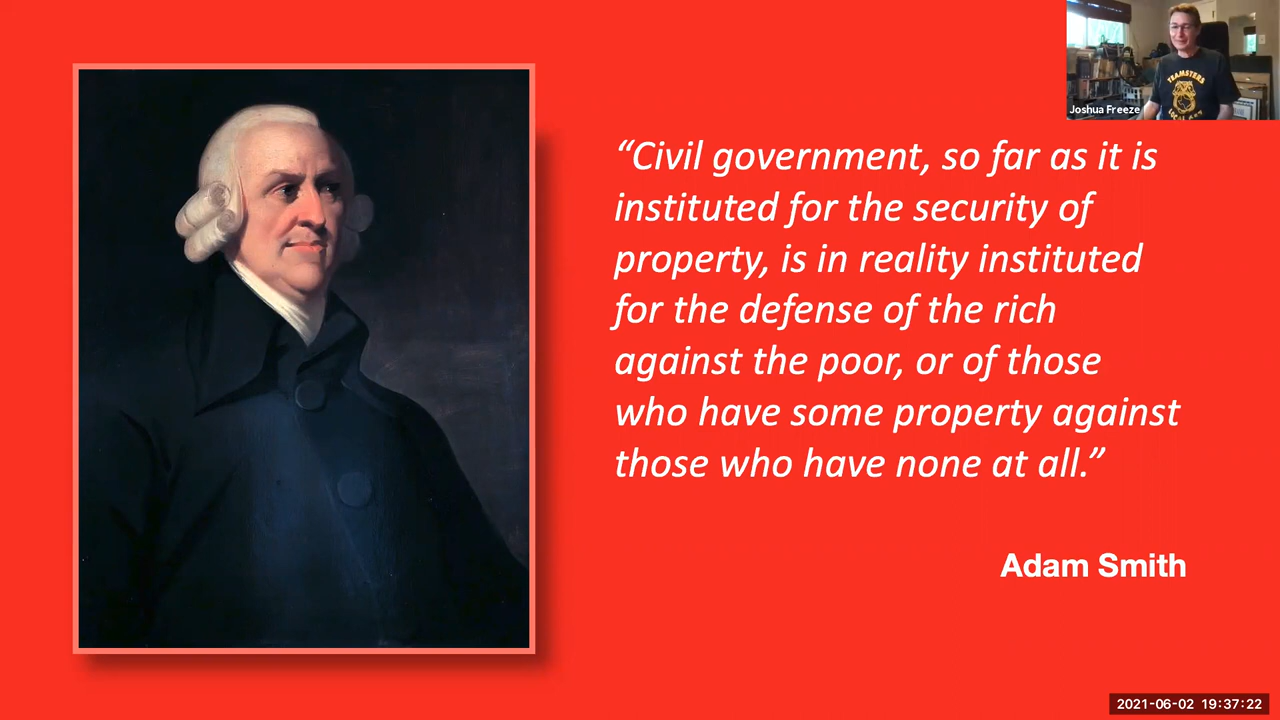 Joshua Freeze
TEAMSTERS
“Civil government, so far as it is
instituted for the security of
property, is in reality instituted
for the defense of the rich
against the poor, or of those
who have some property against
those who have none at all.”
Adam Smith
2021-06-02 19:37:22